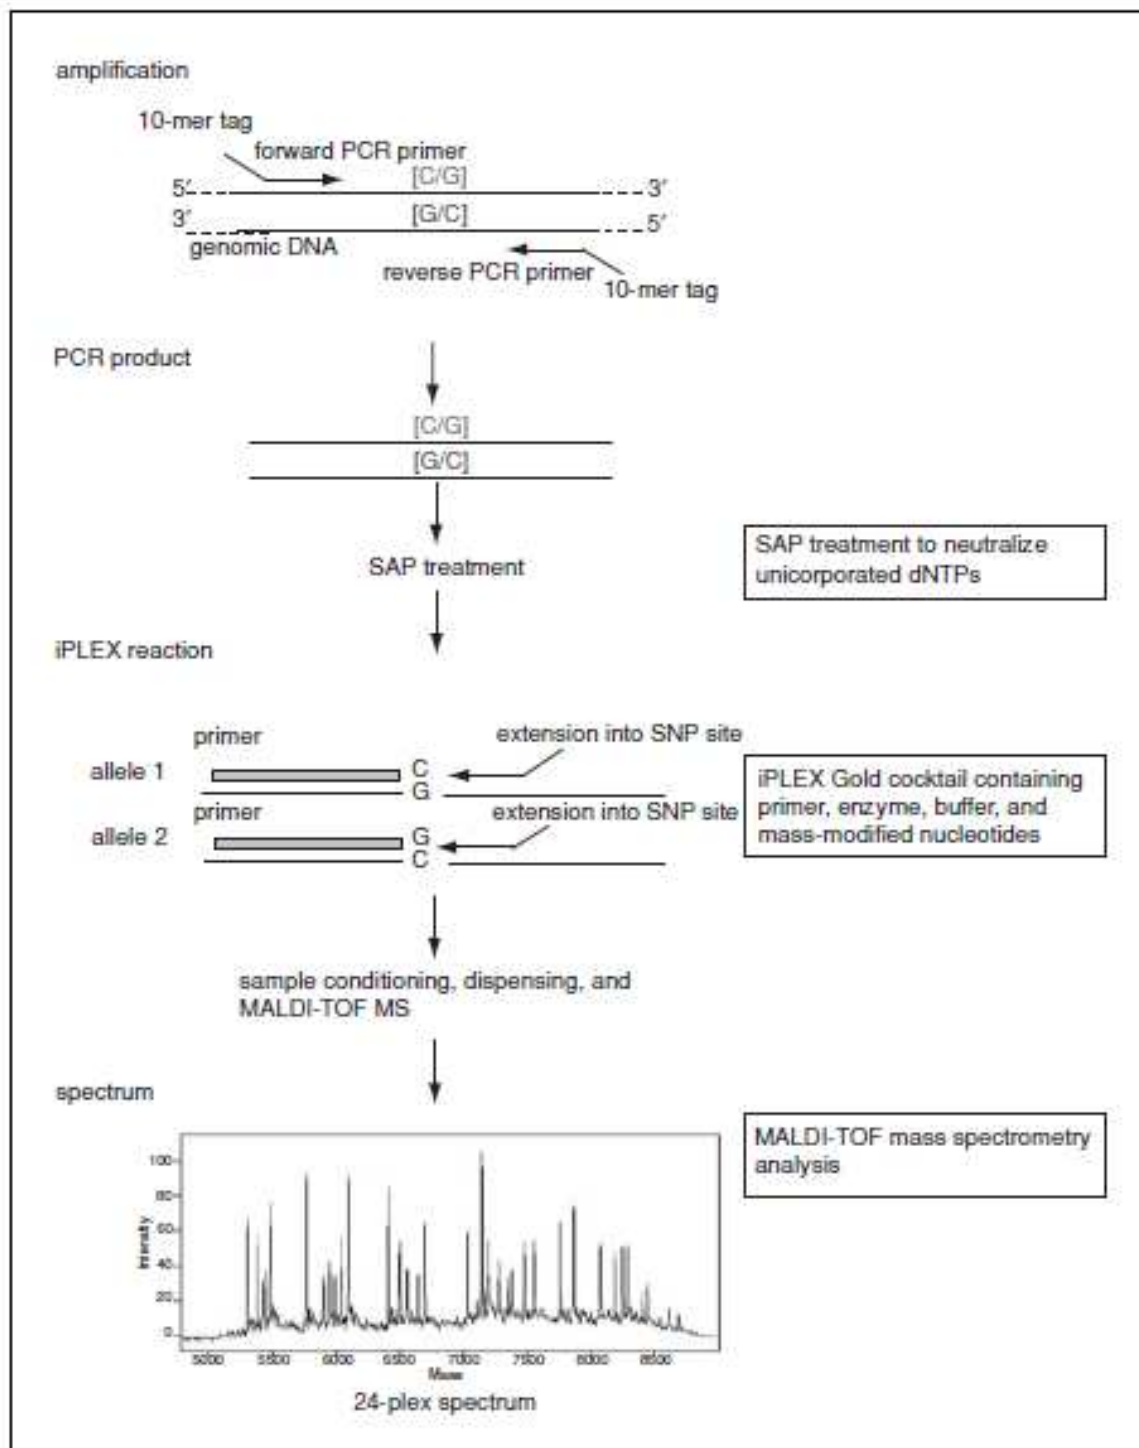 amplification
10-mer tag
forward PCR primer
[C/G]
5′
3′
[G/C]
3′
5′
genomic DNA
reverse PCR primer
10-mer tag
PCR product
[C/G]
[G/C]
SAP treatment
SAP treatment to neutralize
unicorporated dNTPs
iPLEX reaction
primer
extension into SNP site
allele 1
C
G
primer
extension into SNP site
allele 2
G
C
iPLEX Gold cocktail containing
primer, enzyme, buffer, and
mass-modified nucleotides
sample conditioning, dispensing, and
MALDI-TOF MS
spectrum
MALDI-TOF mass spectrometry
analysis
100
80
60
40
20
0
Intensity
5000 5500 6000 6500 7000 7500 8000 8500
Mass
24-plex spectrum